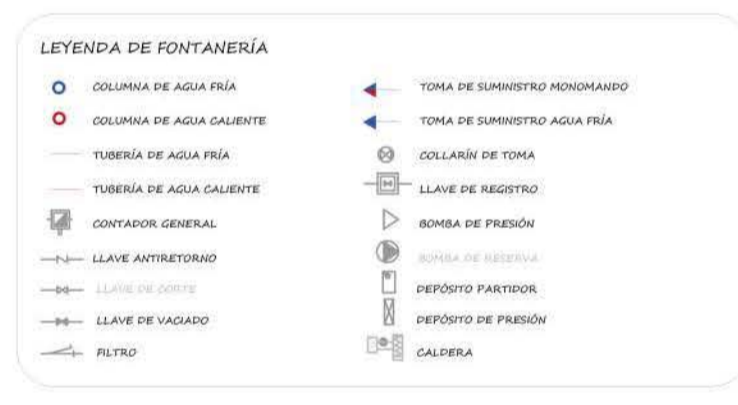 LEYENDA DE FONTANERÍA
COLUMNA DE AGUA FRÍA
COLUMNA DE AGUA CALIENTE
TUBERÍA DE AGUA FRÍA
TUBERÍA DE AGUA CALIENTE
CONTADOR GENERAL
LLAVE ANTIRETORNO
LLAVE DE CORTE
LLAVE DE VACIADO
FILTRO
TOMA DE SUMINISTRO MONOMANDO
TOMA DE SUMINISTRO AGUA FRÍA
COLLARÍN DE TOMA
LLAVE DE REGISTRO
BOMBA DE PRESIÓN
BOMBA DE RESERVA
DEPÓSITO PARTIDOR
DEPÓSITO DE PRESIÓN
CALDERA